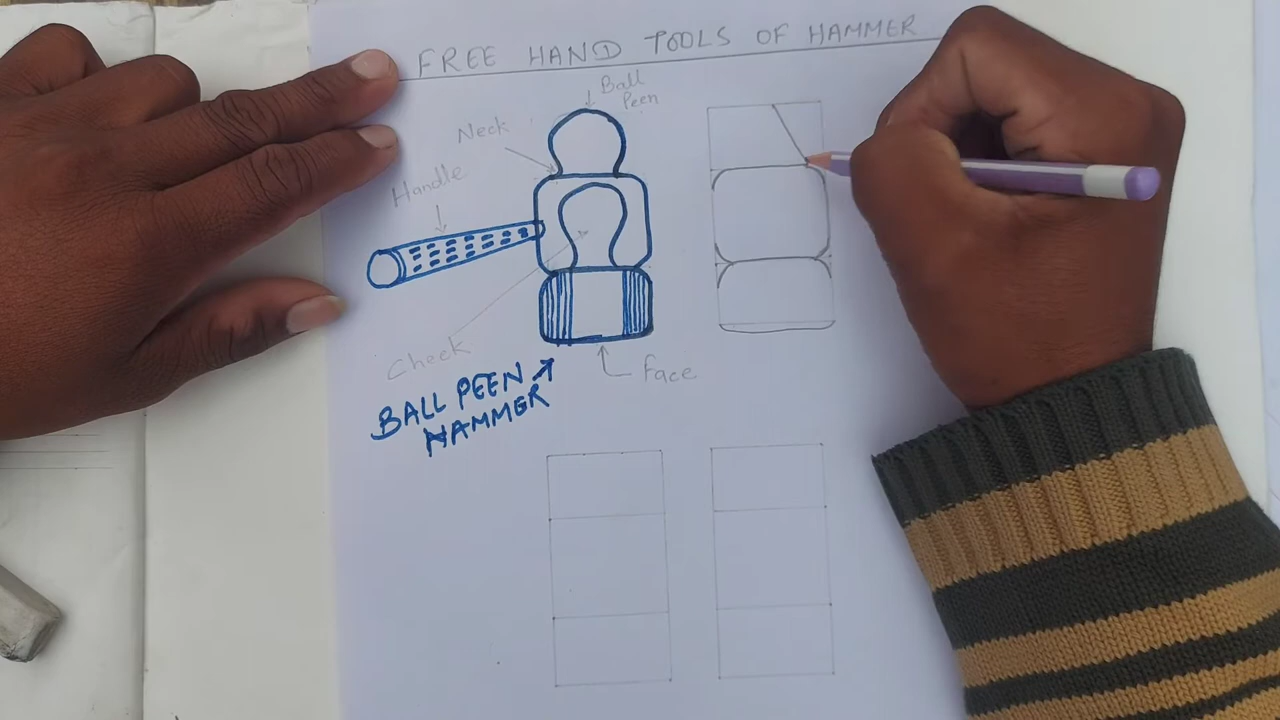 FREE HAND TOOLS OF HAMMER
Ball
Peen
Neck
Handle
Cheek
Face
BALL PEEN
HAMMER